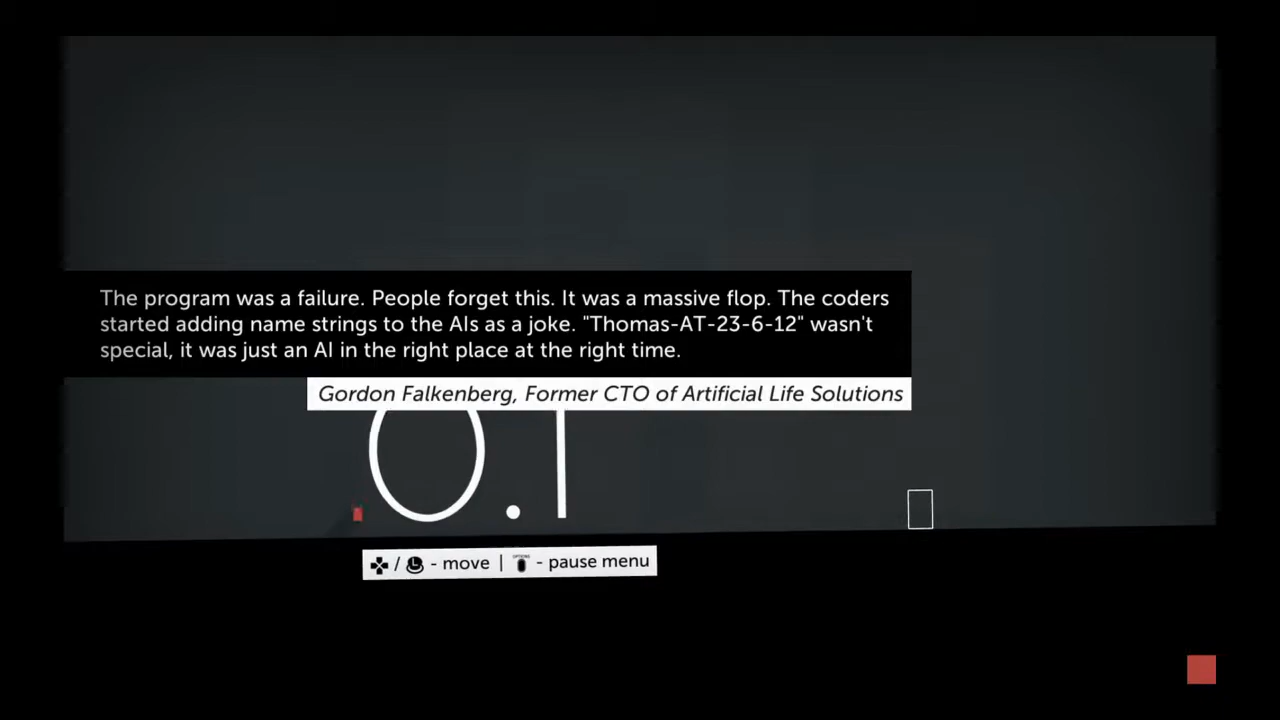 The program was a failure. People forget this. It was a massive flop. The coders
started adding name strings to the AIs as a joke. "Thomas-AT-23-6-12" wasn't
special, it was just an AI in the right place at the right time.
Gordon Falkenberg, Former CTO of Artificial Life Solutions
0.1
/ L - move | OPTIONS - pause menu